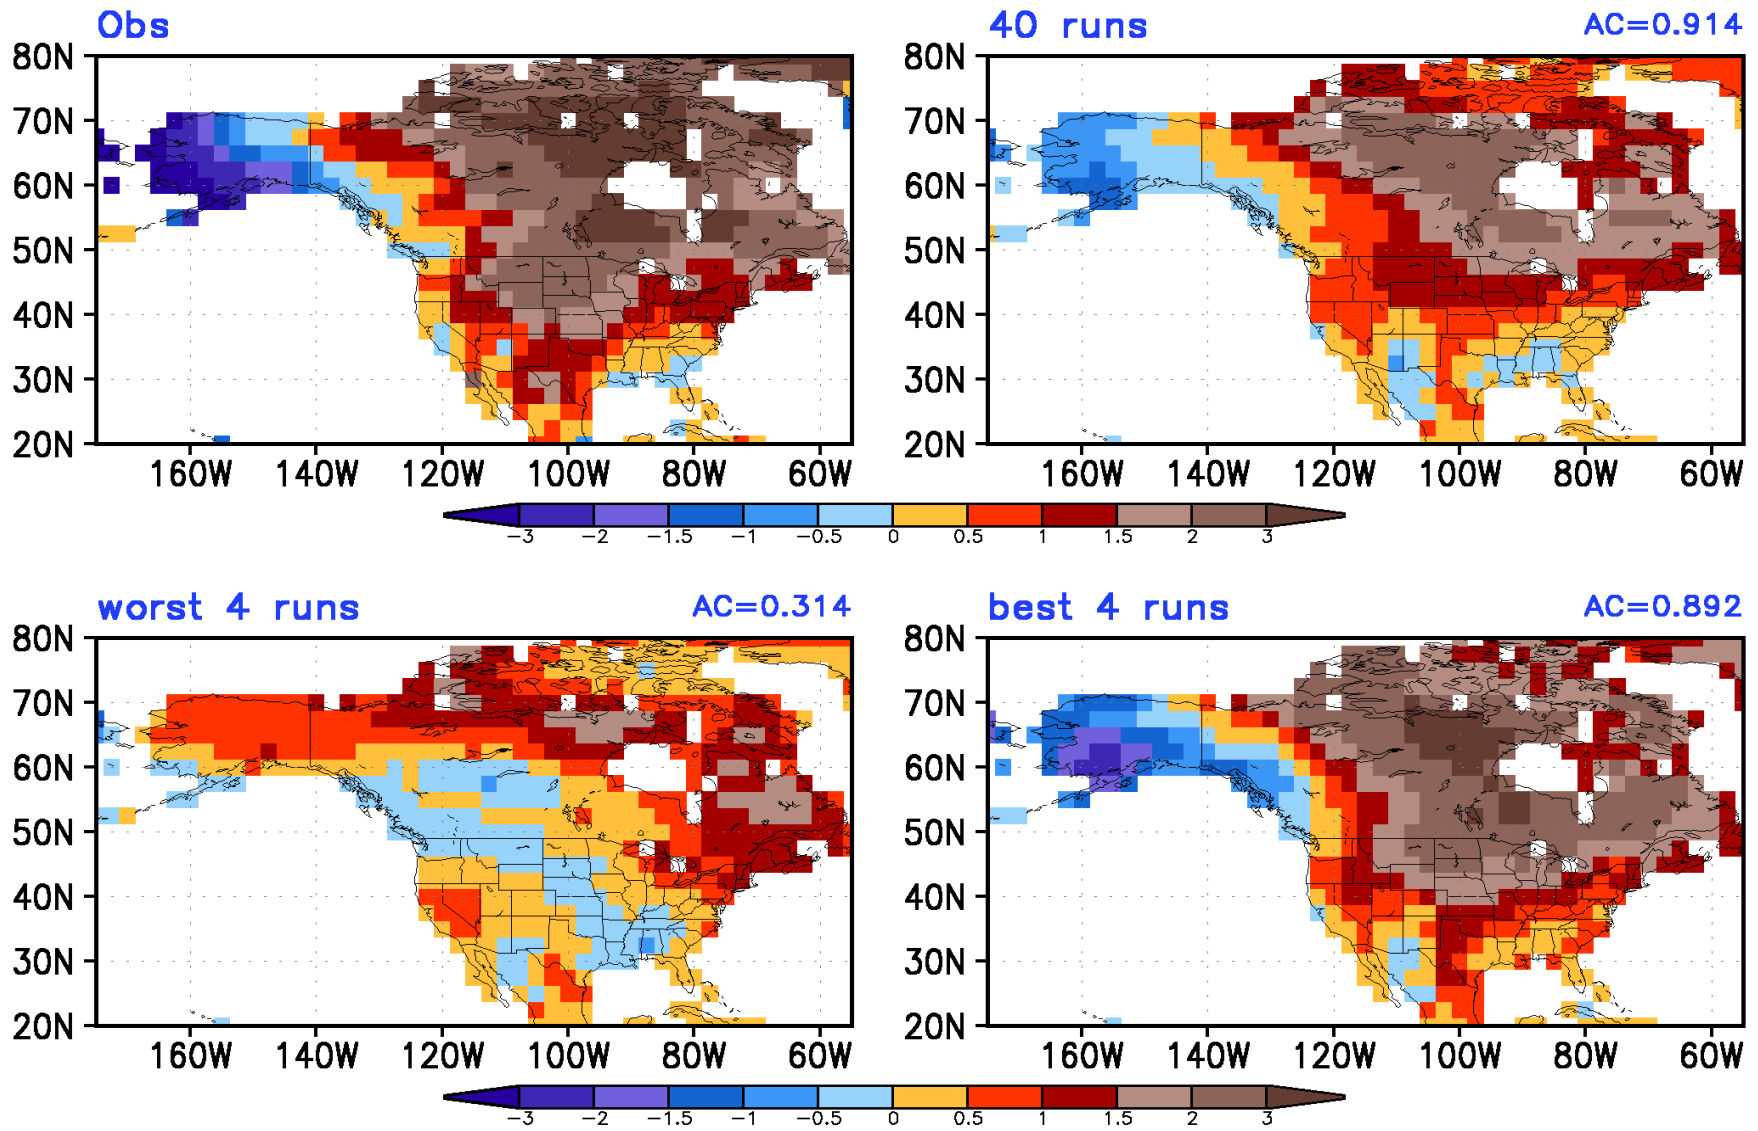 Obs
40 runs AC=0.914
80N 80N
70N 70N
60N 60N
50N 50N
40N 40N
30N 30N
20N 20N
160W 140W 120W 100W 80W 60W 160W 140W 120W 100W 80W 60W
-3 -2 -1.5 -1 -0.5 0 0.5 1 1.5 2 3
worst 4 runs AC=0.314
best 4 runs AC=0.892
80N 80N
70N 70N
60N 60N
50N 50N
40N 40N
30N 30N
20N 20N
160W 140W 120W 100W 80W 60W 160W 140W 120W 100W 80W 60W
-3 -2 -1.5 -1 -0.5 0 0.5 1 1.5 2 3